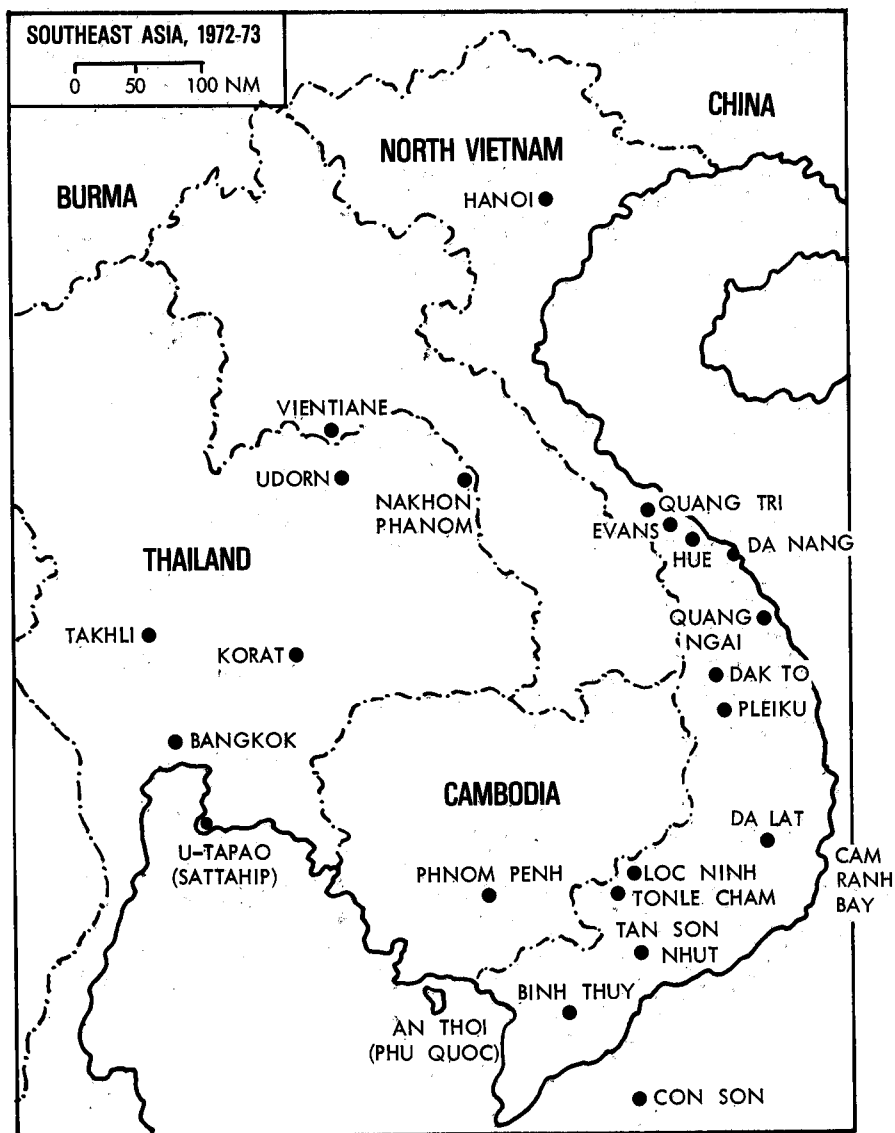 SOUTHEAST ASIA, 1972-73
0 60 100 NM
CHINA
NORTH VIETNAM
BURMA
HANOI
VIENTIANE
UDORN
NAKHON
PHANOM
QUANG TRI
EVANS
HUE
DA NANG
THAILAND
TAKHLI
KORAT
QUANG
NGAI
DAK TO
PLEIKU
BANGKOK
CAMBODIA
DA LAT
U-TAPAO
(SATTAHIP)
PHNOM PENH
LOC NINH
TONLE CHAM
CAM
RANH
BAY
TAN SON
NHUT
BINH THUY
AN THOI
(PHU QUOC)
CON SON